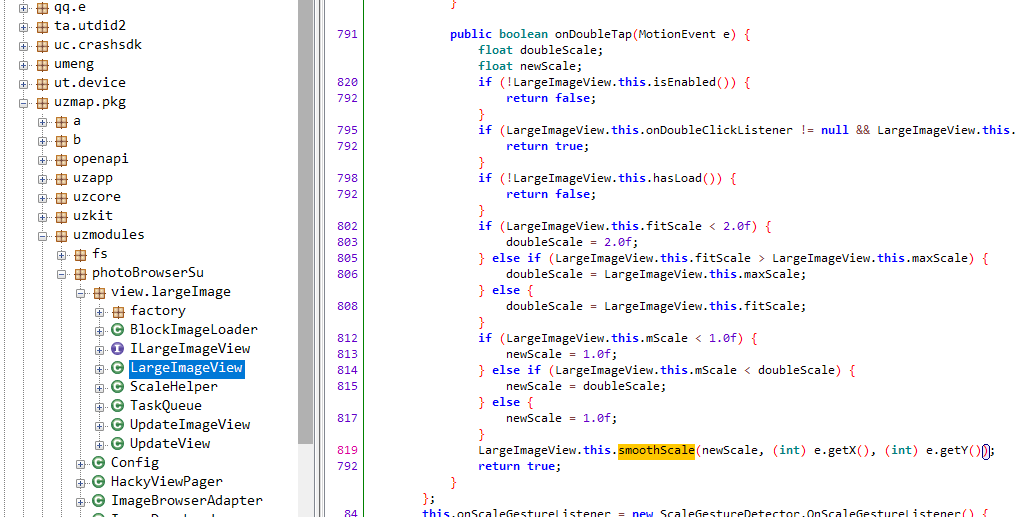 qq.e
ta.utdid2
uc.crashsdk
umeng
ut.device
uzmap.pkg
a
b
openapi
uzapp
uzcore
uzkit
uzmodules
fs
photoBrowserSu
view.largeImage
factory
BlockImageLoader
ILargeImageView
LargeImageView
ScaleHelper
TaskQueue
UpdateImageView
UpdateView
Config
HackyViewPager
ImageBrowserAdapter
}
791 public boolean onDoubleTap(MotionEvent e) {
float doubleScale;
float newScale;
820 if (!LargeImageView.this.isEnabled()) {
792 return false;
}
795 if (LargeImageView.this.onDoubleClickListener != null && LargeImageView.this.
792 return true;
}
798 if (!LargeImageView.this.hasLoad()) {
792 return false;
}
802 if (LargeImageView.this.fitScale < 2.0f) {
803 doubleScale = 2.0f;
805 } else if (LargeImageView.this.fitScale > LargeImageView.this.maxScale) {
806 doubleScale = LargeImageView.this.maxScale;
} else {
808 doubleScale = LargeImageView.this.fitScale;
}
812 if (LargeImageView.this.mScale < 1.0f) {
813 newScale = 1.0f;
814 } else if (LargeImageView.this.mScale < doubleScale) {
815 newScale = doubleScale;
} else {
817 newScale = 1.0f;
}
819 LargeImageView.this.smoothScale(newScale, (int) e.getX(), (int) e.getY());
792 return true;
}
};
84 this.onScaleGestureListener = new ScaleGestureDetector.OnScaleGestureListener() {